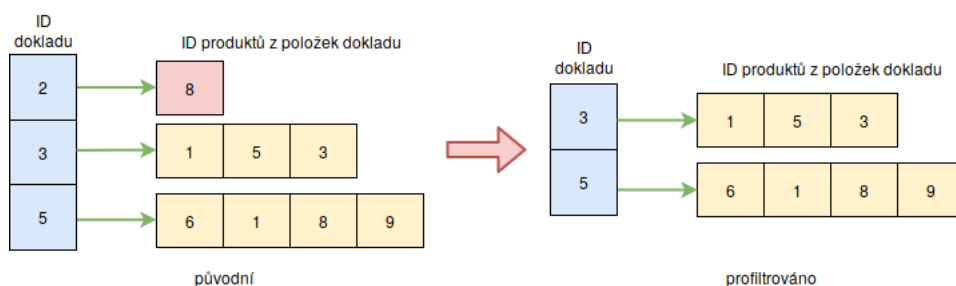 ID
dokladu
ID produktů z položek dokladu
2
8
3
1 5 3
5
6 1 8 9
původní
ID
dokladu
ID produktů z položek dokladu
3
1 5 3
5
6 1 8 9
profiltrováno